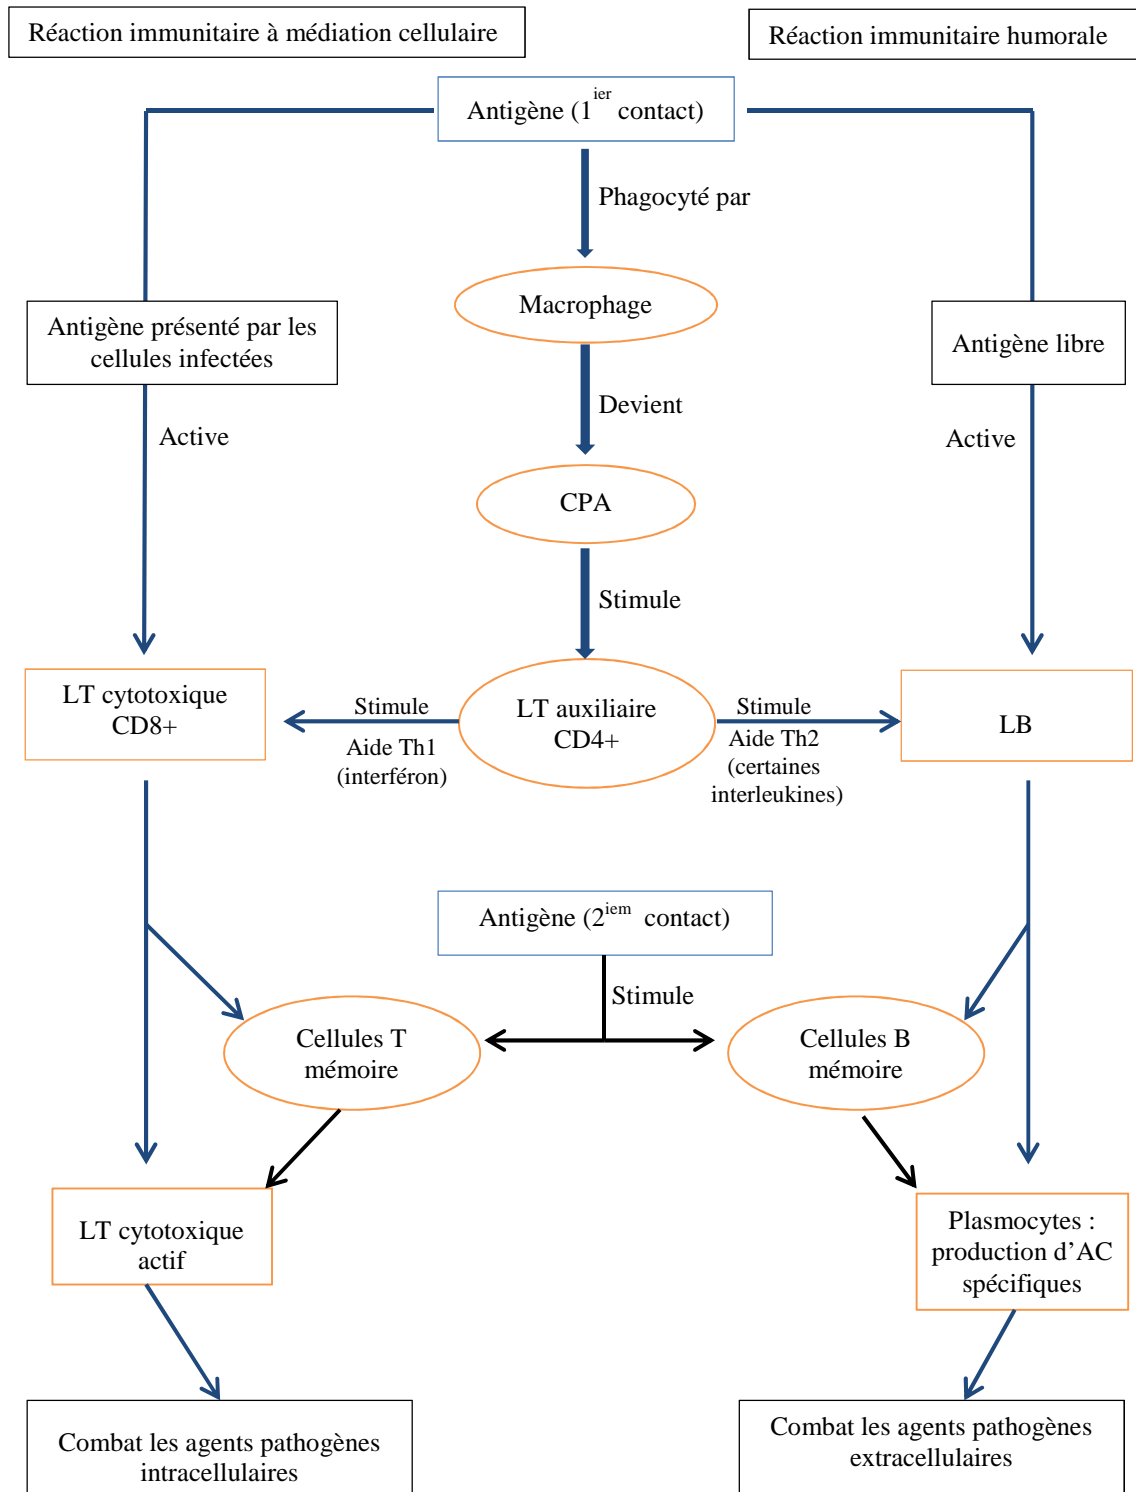 Réaction immunitaire à médiation cellulaire
Réaction immunitaire humorale
Antigène (1ier contact)
Phagocyté par
Macrophage
Antigène présenté par les
cellules infectées
Antigène libre
Devient
Active
Active
CPA
Stimule
LT cytotoxique
CD8+
Stimule
Aide Th1
(interféron)
LT auxiliaire
CD4+
Stimule
Aide Th2
(certaines
interleukines)
LB
Antigène (2iem contact)
Stimule
Cellules T
mémoire
Cellules B
mémoire
LT cytotoxique
actif
Plasmocytes :
production d’AC
spécifiques
Combat les agents pathogènes
intracellulaires
Combat les agents pathogènes
extracellulaires